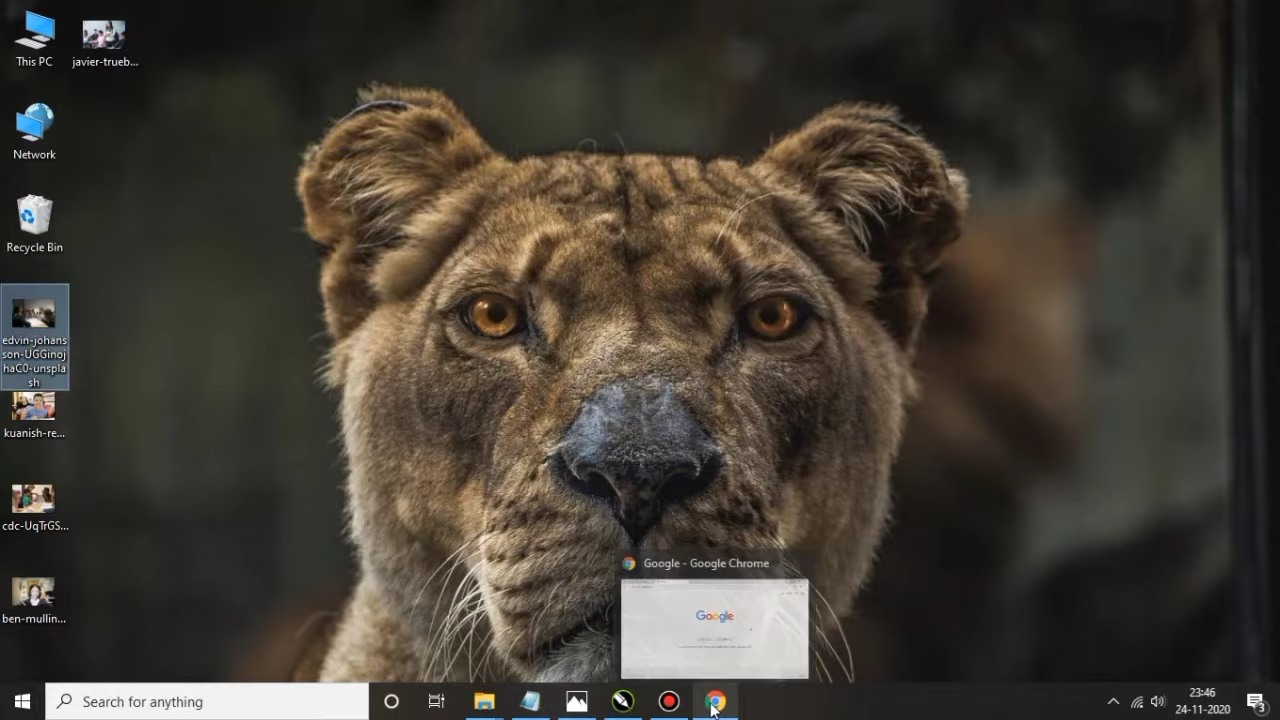 This PC
javier-trueb...
Network
Recycle Bin
edvin-johans
son-UGGinoj
haC0-unspla
sh
kuanish-re...
cdc-UqTrGS...
ben-mullin...
Google - Google Chrome
Google
Search for anything
23:46
24-11-2020
3